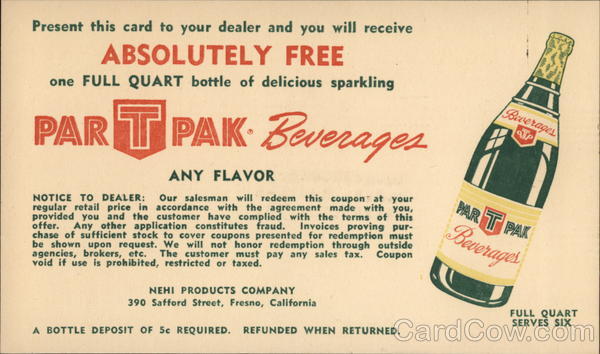 Present this card to your dealer and you will receive
ABSOLUTELY FREE
one FULL QUART bottle of delicious sparkling
PAR T PAK® Beverages
ANY FLAVOR
NOTICE TO DEALER: Our salesman will redeem this coupon at your
regular retail price in accordance with the agreement made with you,
provided you and the customer have complied with the terms of this
offer. Any other application constitutes fraud. Invoices proving pur-
chase of sufficient stock to cover coupons presented for redemption must
be shown upon request. We will not honor redemption through outside
agencies, brokers, etc. The customer must pay any sales tax. Coupon
void if use is prohibited, restricted or taxed.
NEHI PRODUCTS COMPANY
390 Safford Street, Fresno, California
A BOTTLE DEPOSIT OF 5c REQUIRED. REFUNDED WHEN RETURNED.
Beverages
T
PAR T PAK
Beverages
FULL QUART
SERVES SIX
CardCow.com